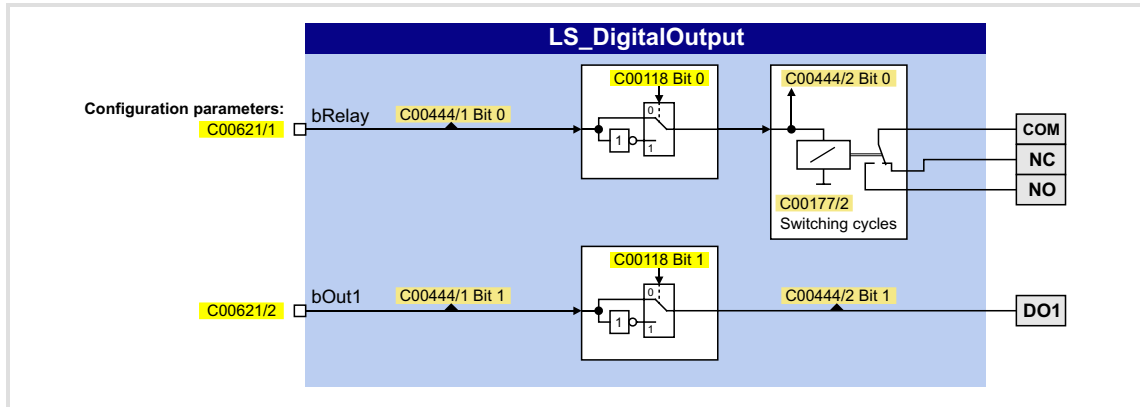 LS_DigitalOutput
Configuration parameters:
C00621/1
bRelay
C00444/1 Bit 0
C00118 Bit 0
0
1
1
C00444/2 Bit 0
C00177/2
Switching cycles
COM
NC
NO
C00621/2
bOut1
C00444/1 Bit 1
C00118 Bit 1
0
1
1
C00444/2 Bit 1
DO1